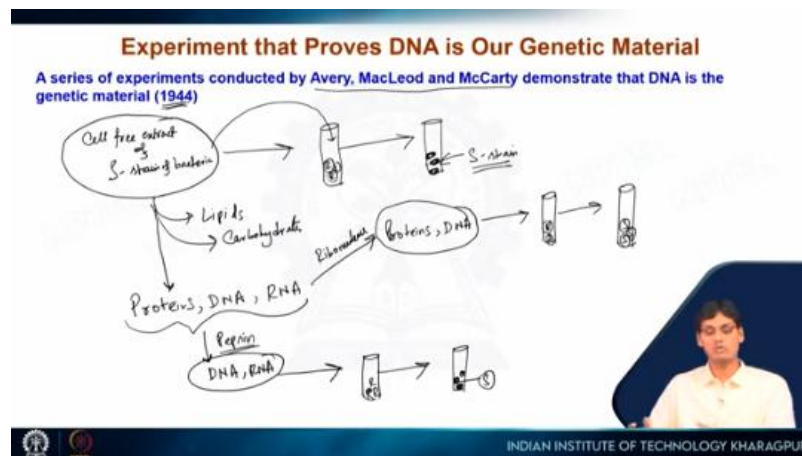 Experiment that Proves DNA is Our Genetic Material
A series of experiments conducted by Avery, MacLeod and McCarty demonstrate that DNA is the
genetic material (1944)
Cell free extract
of
S-strain of bacteria
S-strain
Lipids
Carbohydrate
Ribonuclease
Proteins, DNA
Proteins, DNA, RNA
Pepsin
DNA, RNA
R
S
INDIAN INSTITUTE OF TECHNOLOGY KHARAGPU